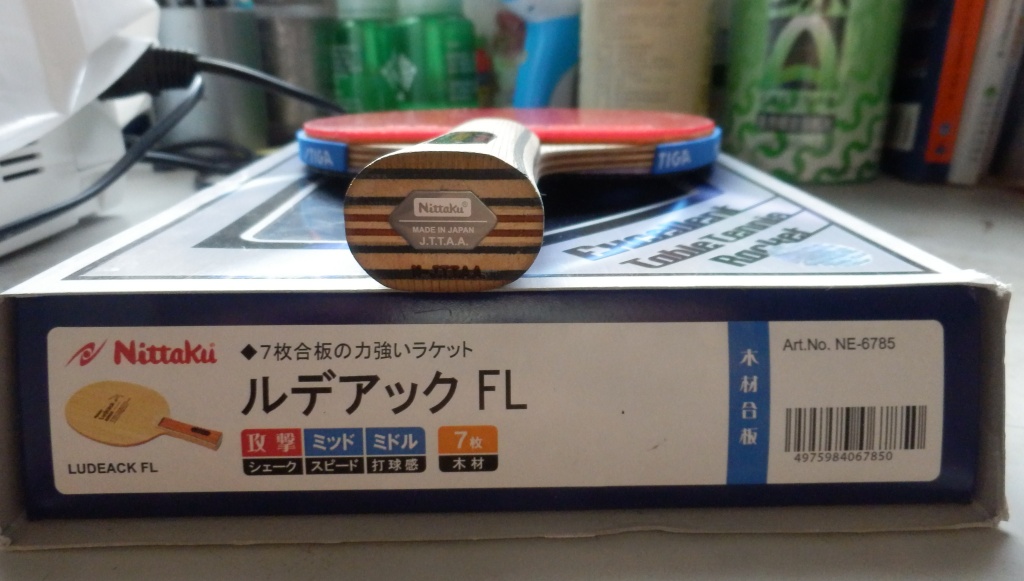 TIGA
TIGA
Nittaku
MADE IN JAPAN
J.T.T.A.A.
Excellent
Table Tennis
Racket
Nittaku
◆7枚合板の力強いラケット
ルデアック FL
攻撃 ミッド ミドル 7枚
シェーク スピード 打球感 木材
LUDEACK FL
木材合板
Art.No. NE-6785
4975984067850